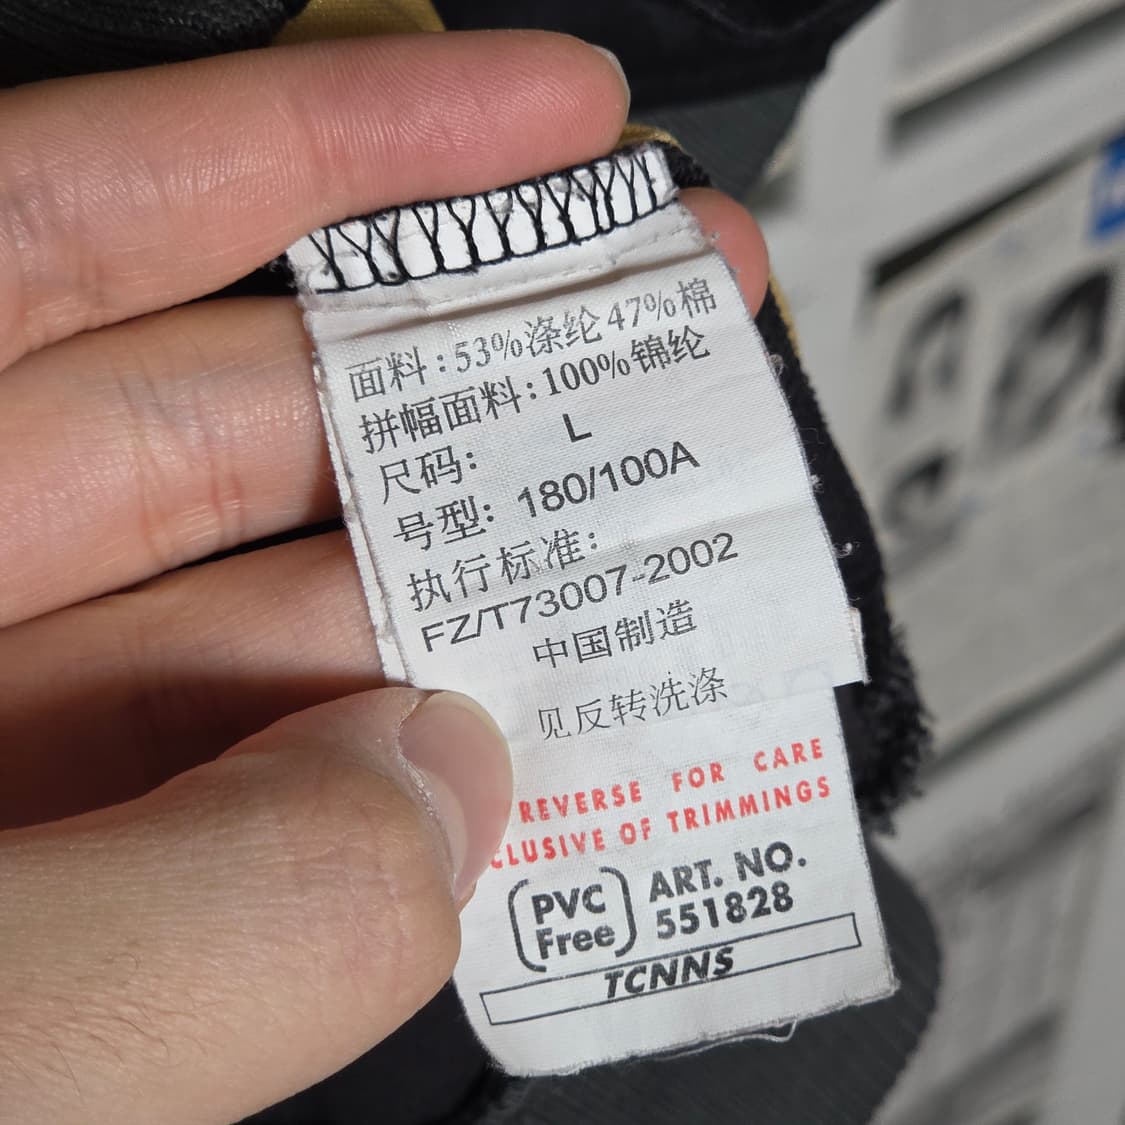 面料:53%涤纶47%棉
拼幅面料:100%锦纶
尺码: L
号型: 180/100A
执行标准:
FZ/T73007-2002
中国制造
见反转洗涤
REVERSE FOR CARE
CLUSIVE OF TRIMMINGS
PVC Free
ART. NO.
551828
TCNNS